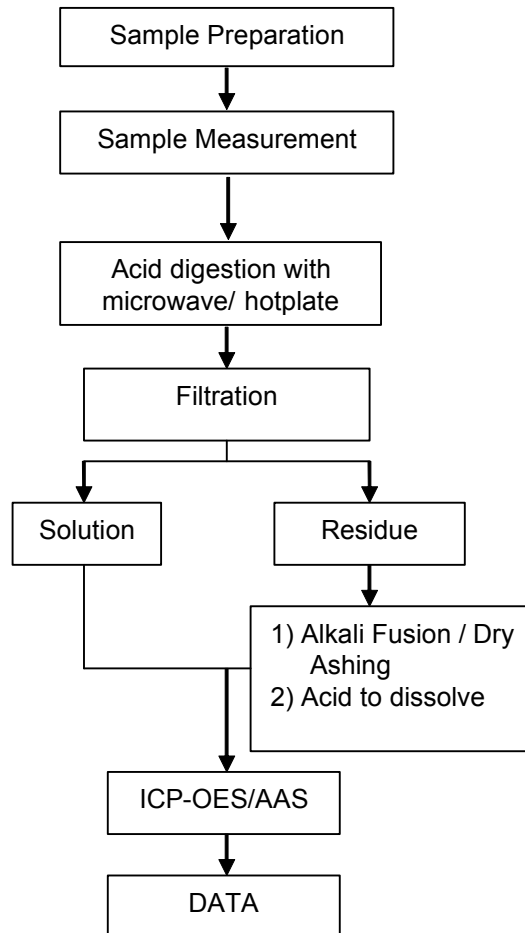 Sample Preparation
Sample Measurement
Acid digestion with
microwave/ hotplate
Filtration
Solution
Residue
1) Alkali Fusion / Dry
Ashing
2) Acid to dissolve
ICP-OES/AAS
DATA